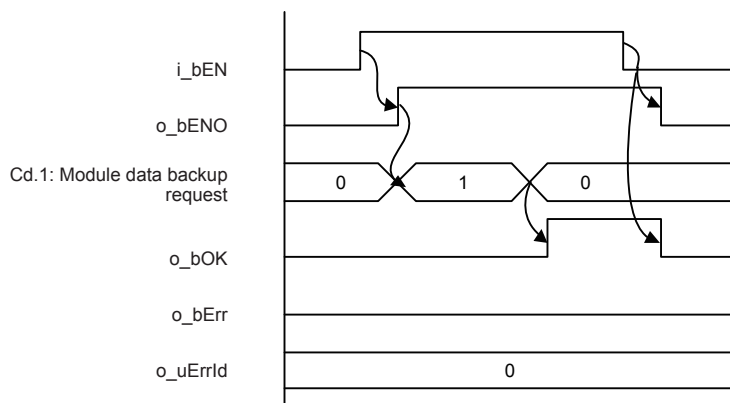 i_bEN
o_bENO
Cd.1: Module data backup
request
0 1 0
o_bOK
o_bErr
o_uErrId
0